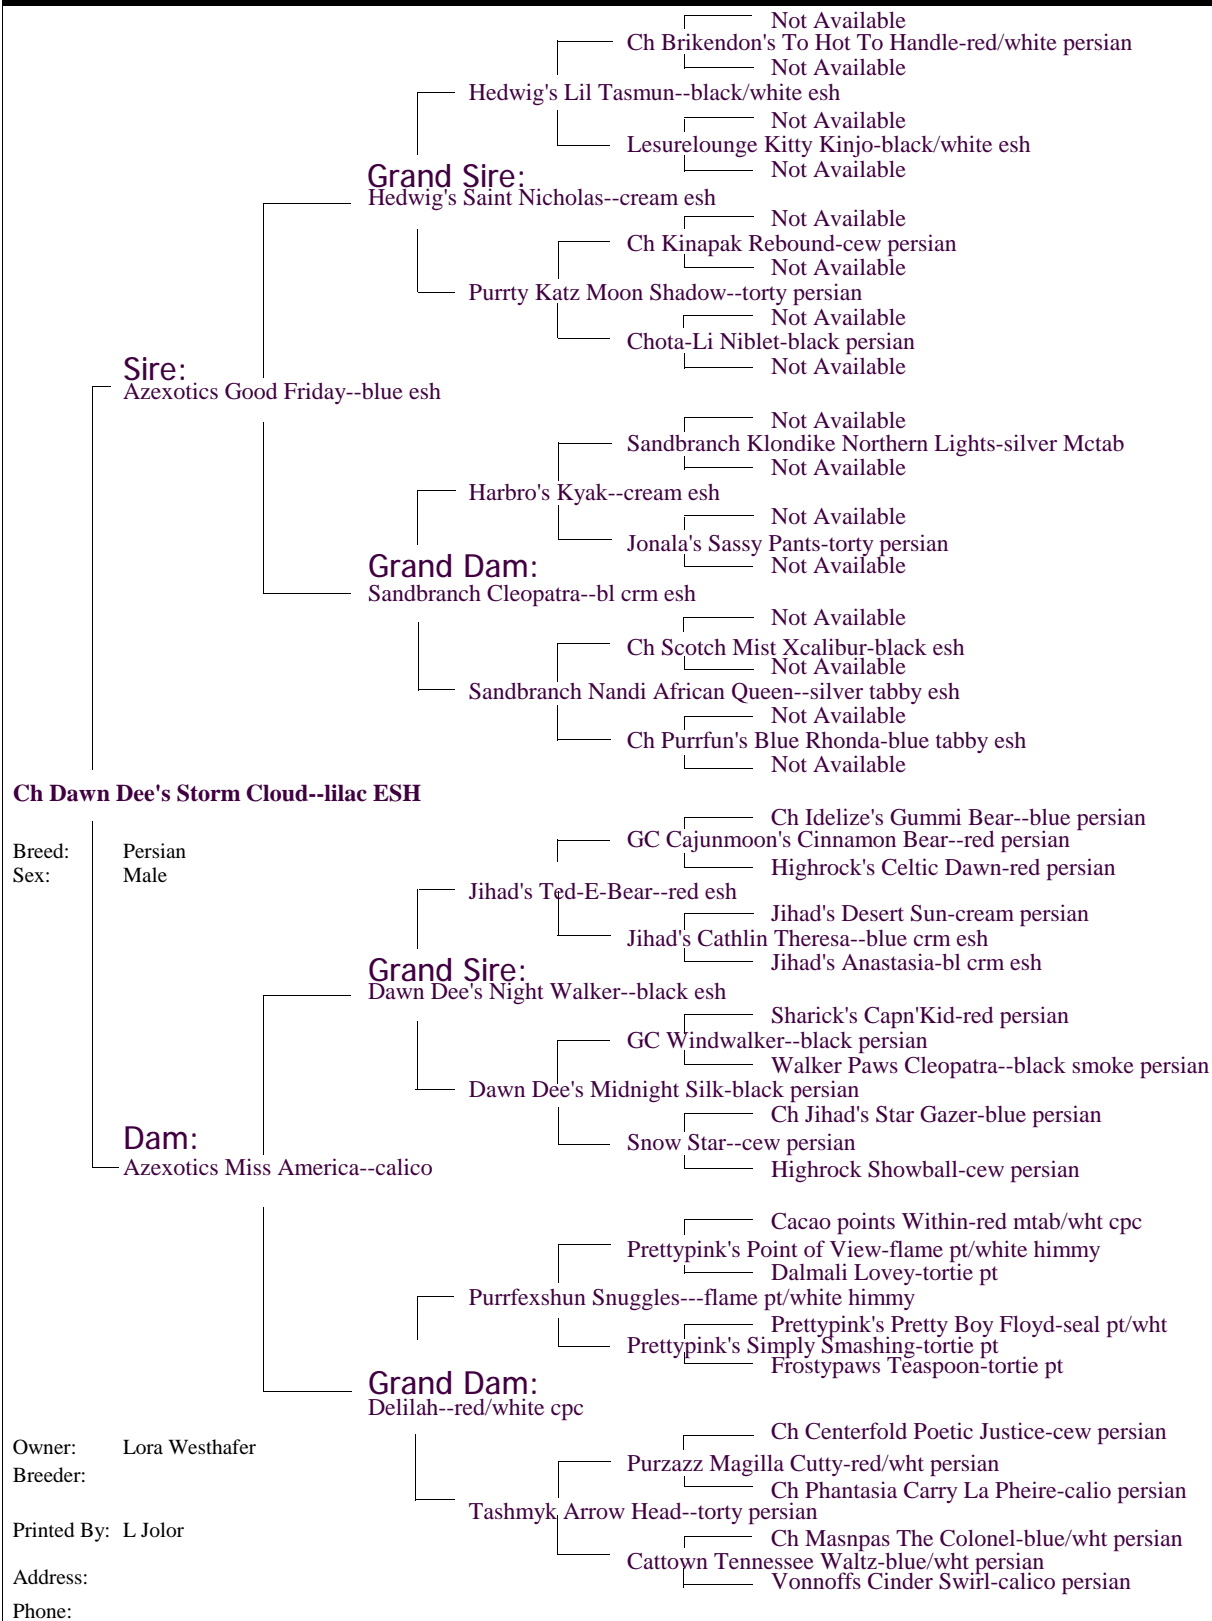 Not Available
Ch Brikendon's To Hot To Handle-red/white persian
Not Available
Hedwig's Lil Tasmun--black/white esh
Not Available
Lesurelounge Kitty Kinjo-black/white esh
Not Available
Grand Sire:
Hedwig's Saint Nicholas--cream esh
Not Available
Ch Kinapak Rebound-cew persian
Not Available
Purrty Katz Moon Shadow--torty persian
Not Available
Chota-Li Niblet-black persian
Not Available
Sire:
Azexotics Good Friday--blue esh
Not Available
Sandbranch Klondike Northern Lights-silver Mctab
Not Available
Harbro's Kyak--cream esh
Not Available
Jonala's Sassy Pants-torty persian
Not Available
Grand Dam:
Sandbranch Cleopatra--bl crm esh
Not Available
Ch Scotch Mist Xcalibur-black esh
Not Available
Sandbranch Nandi African Queen--silver tabby esh
Not Available
Ch Purrfun's Blue Rhonda-blue tabby esh
Not Available
Ch Dawn Dee's Storm Cloud--lilac ESH
Breed: Persian
Sex: Male
Ch Idelize's Gummi Bear--blue persian
GC Cajunmoon's Cinnamon Bear--red persian
Highrock's Celtic Dawn-red persian
Jihad's Ted-E-Bear--red esh
Jihad's Desert Sun-cream persian
Jihad's Cathlin Theresa--blue crm esh
Jihad's Anastasia-bl crm esh
Grand Sire:
Dawn Dee's Night Walker--black esh
Sharick's Capn'Kid-red persian
GC Windwalker--black persian
Walker Paws Cleopatra--black smoke persian
Dawn Dee's Midnight Silk-black persian
Ch Jihad's Star Gazer-blue persian
Snow Star--cew persian
Highrock Showball-cew persian
Dam:
Azexotics Miss America--calico
Cacao points Within-red mtab/wht cpc
Prettypink's Point of View-flame pt/white himmy
Dalmali Lovey-tortie pt
Purrfexshun Snuggles---flame pt/white himmy
Prettypink's Pretty Boy Floyd-seal pt/wht
Prettypink's Simply Smashing-tortie pt
Frostypaws Teaspoon-tortie pt
Grand Dam:
Delilah--red/white cpc
Ch Centerfold Poetic Justice-cew persian
Purzazz Magilla Cutty-red/wht persian
Ch Phantasia Carry La Pheire-calio persian
Tashmyk Arrow Head--torty persian
Ch Masnpas The Colonel-blue/wht persian
Cattown Tennessee Waltz-blue/wht persian
Vonnoffs Cinder Swirl-calico persian
Owner: Lora Westhafer
Breeder:
Printed By: L Jolor
Address:
Phone: